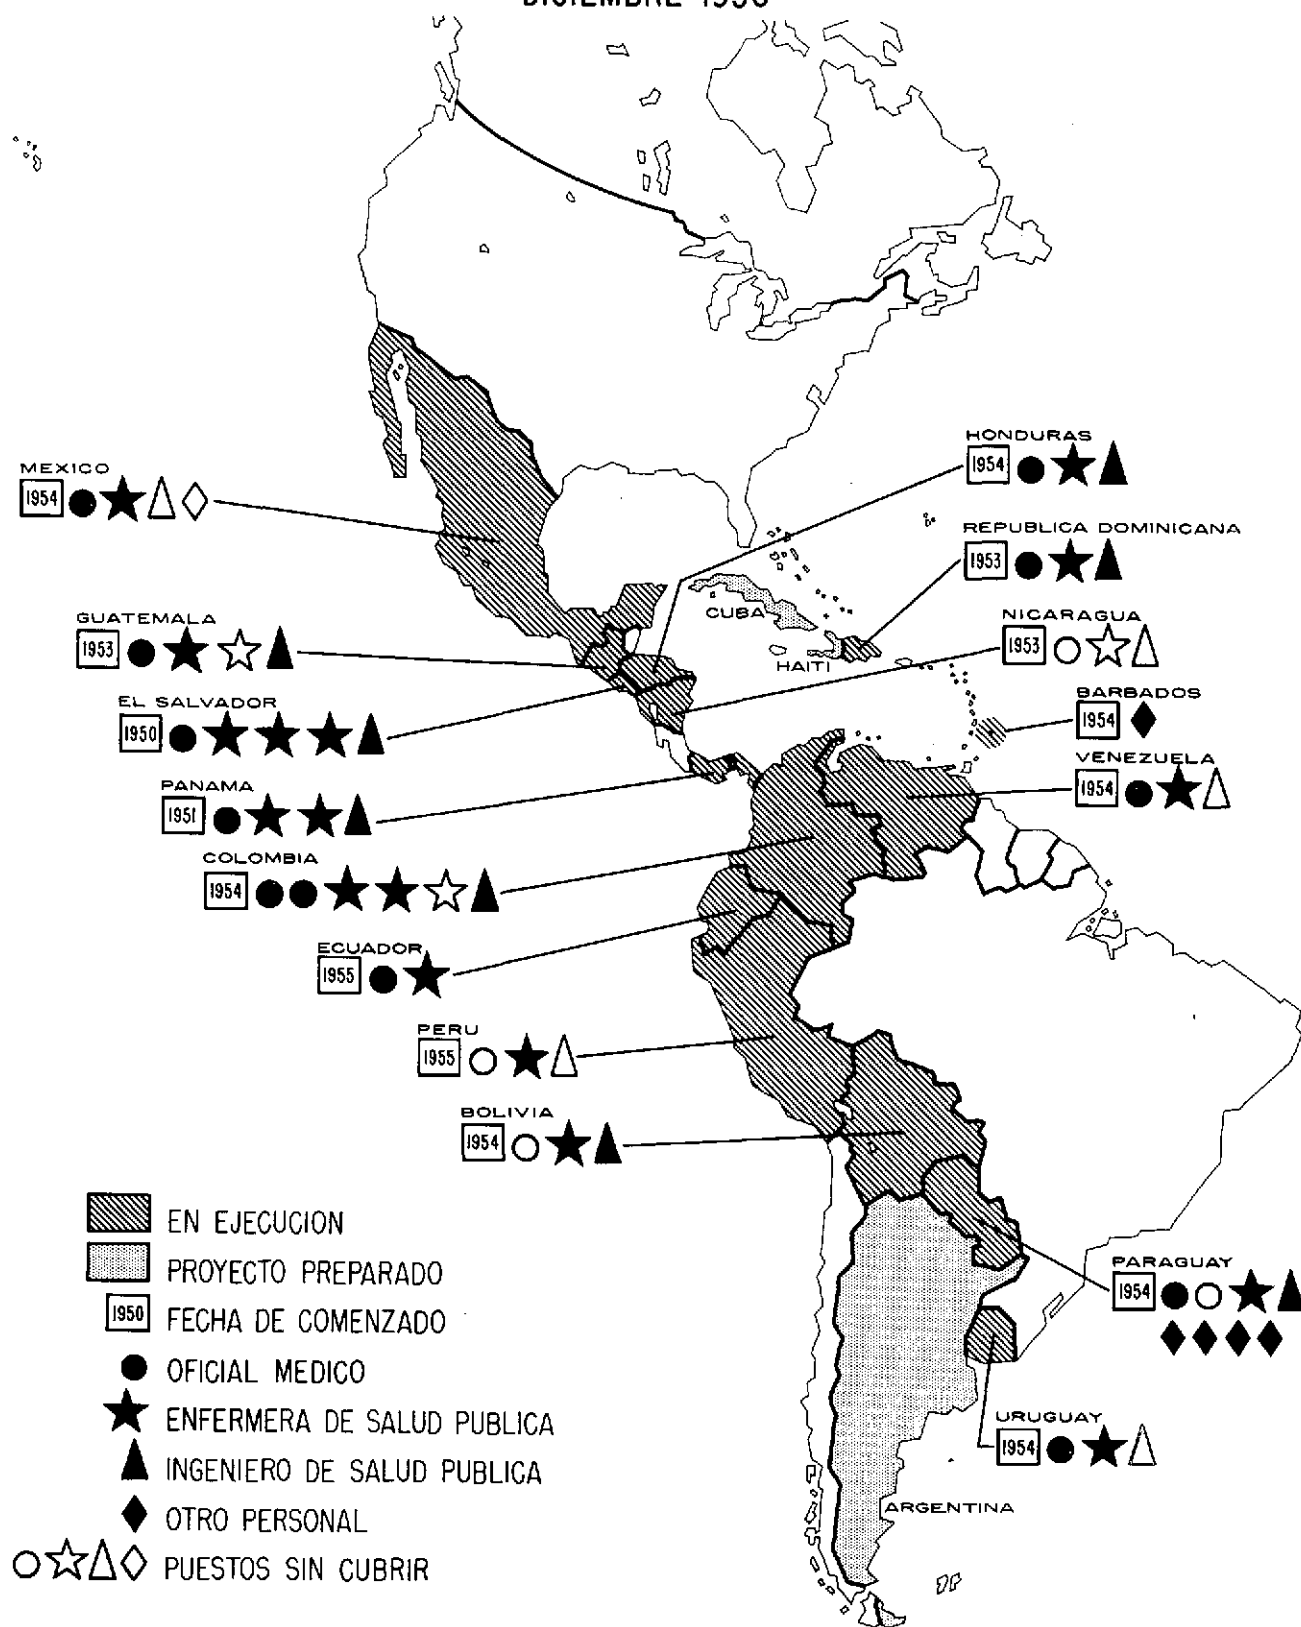 HONDURAS
1954
MEXICO
1954
REPUBLICA DOMINICANA
1953
CUBA
NICARAGUA
1953
GUATEMALA
1953
HAITI
EL SALVADOR
1950
BARBADOS
1954
VENEZUELA
1954
PANAMA
1951
COLOMBIA
1954
ECUADOR
1955
PERU
1955
BOLIVIA
1954
EN EJECUCION
PROYECTO PREPARADO
1950 FECHA DE COMENZADO
OFICIAL MEDICO
ENFERMERA DE SALUD PUBLICA
INGENIERO DE SALUD PUBLICA
OTRO PERSONAL
PUESTOS SIN CUBRIR
PARAGUAY
1954
URUGUAY
1954
ARGENTINA